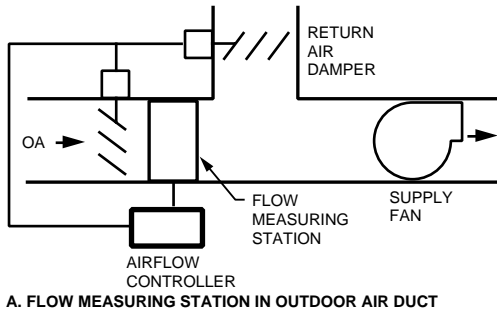 RETURN
AIR
DAMPER
OA
FLOW
MEASURING
STATION
SUPPLY
FAN
AIRFLOW
CONTROLLER
A. FLOW MEASURING STATION IN OUTDOOR AIR DUCT